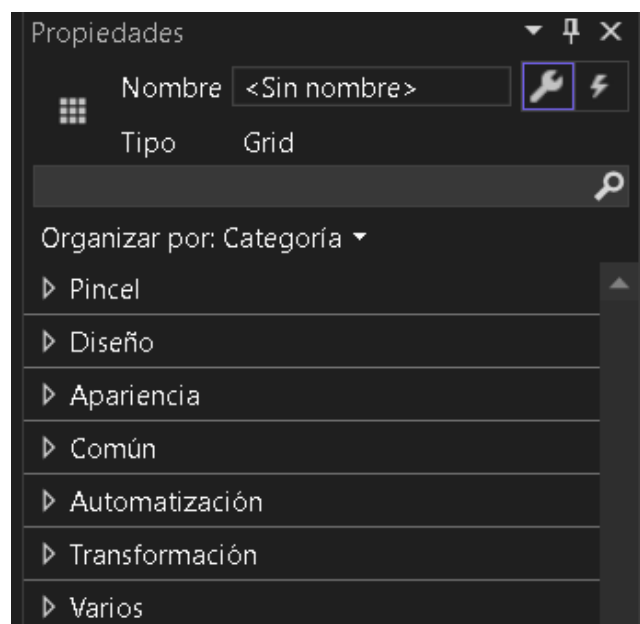 Propiedades
Nombre <Sin nombre>
Tipo Grid
Organizar por: Categoría
Pincel
Diseño
Apariencia
Común
Automatización
Transformación
Varios